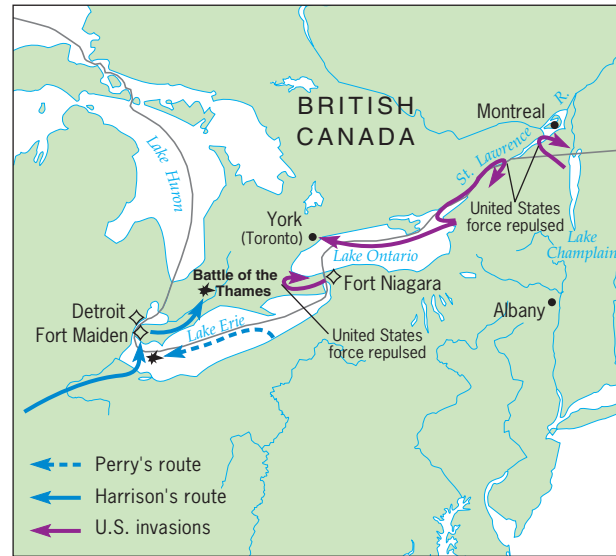 BRITISH
CANADA
Montreal
St. Lawrence R.
Lake Huron
United States
force repulsed
York
(Toronto)
Lake Ontario
Lake
Champlain
Battle of the
Thames
Fort Niagara
Detroit
Fort Maiden
Lake Erie
United States
force repulsed
Albany
Perry's route
Harrison's route
U.S. invasions